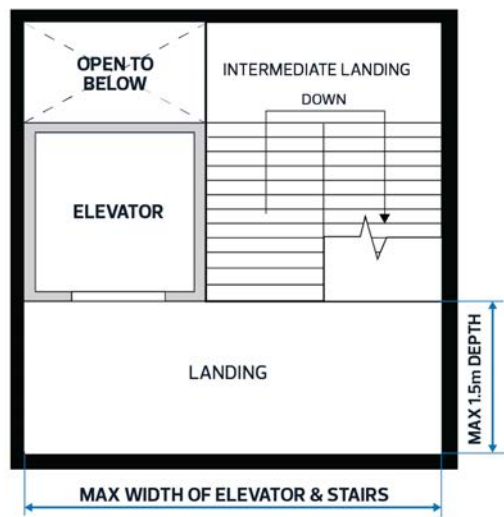 OPEN TO
BELOW
INTERMEDIATE LANDING
DOWN
ELEVATOR
LANDING
MAX 1.5m DEPTH
MAX WIDTH OF ELEVATOR & STAIRS